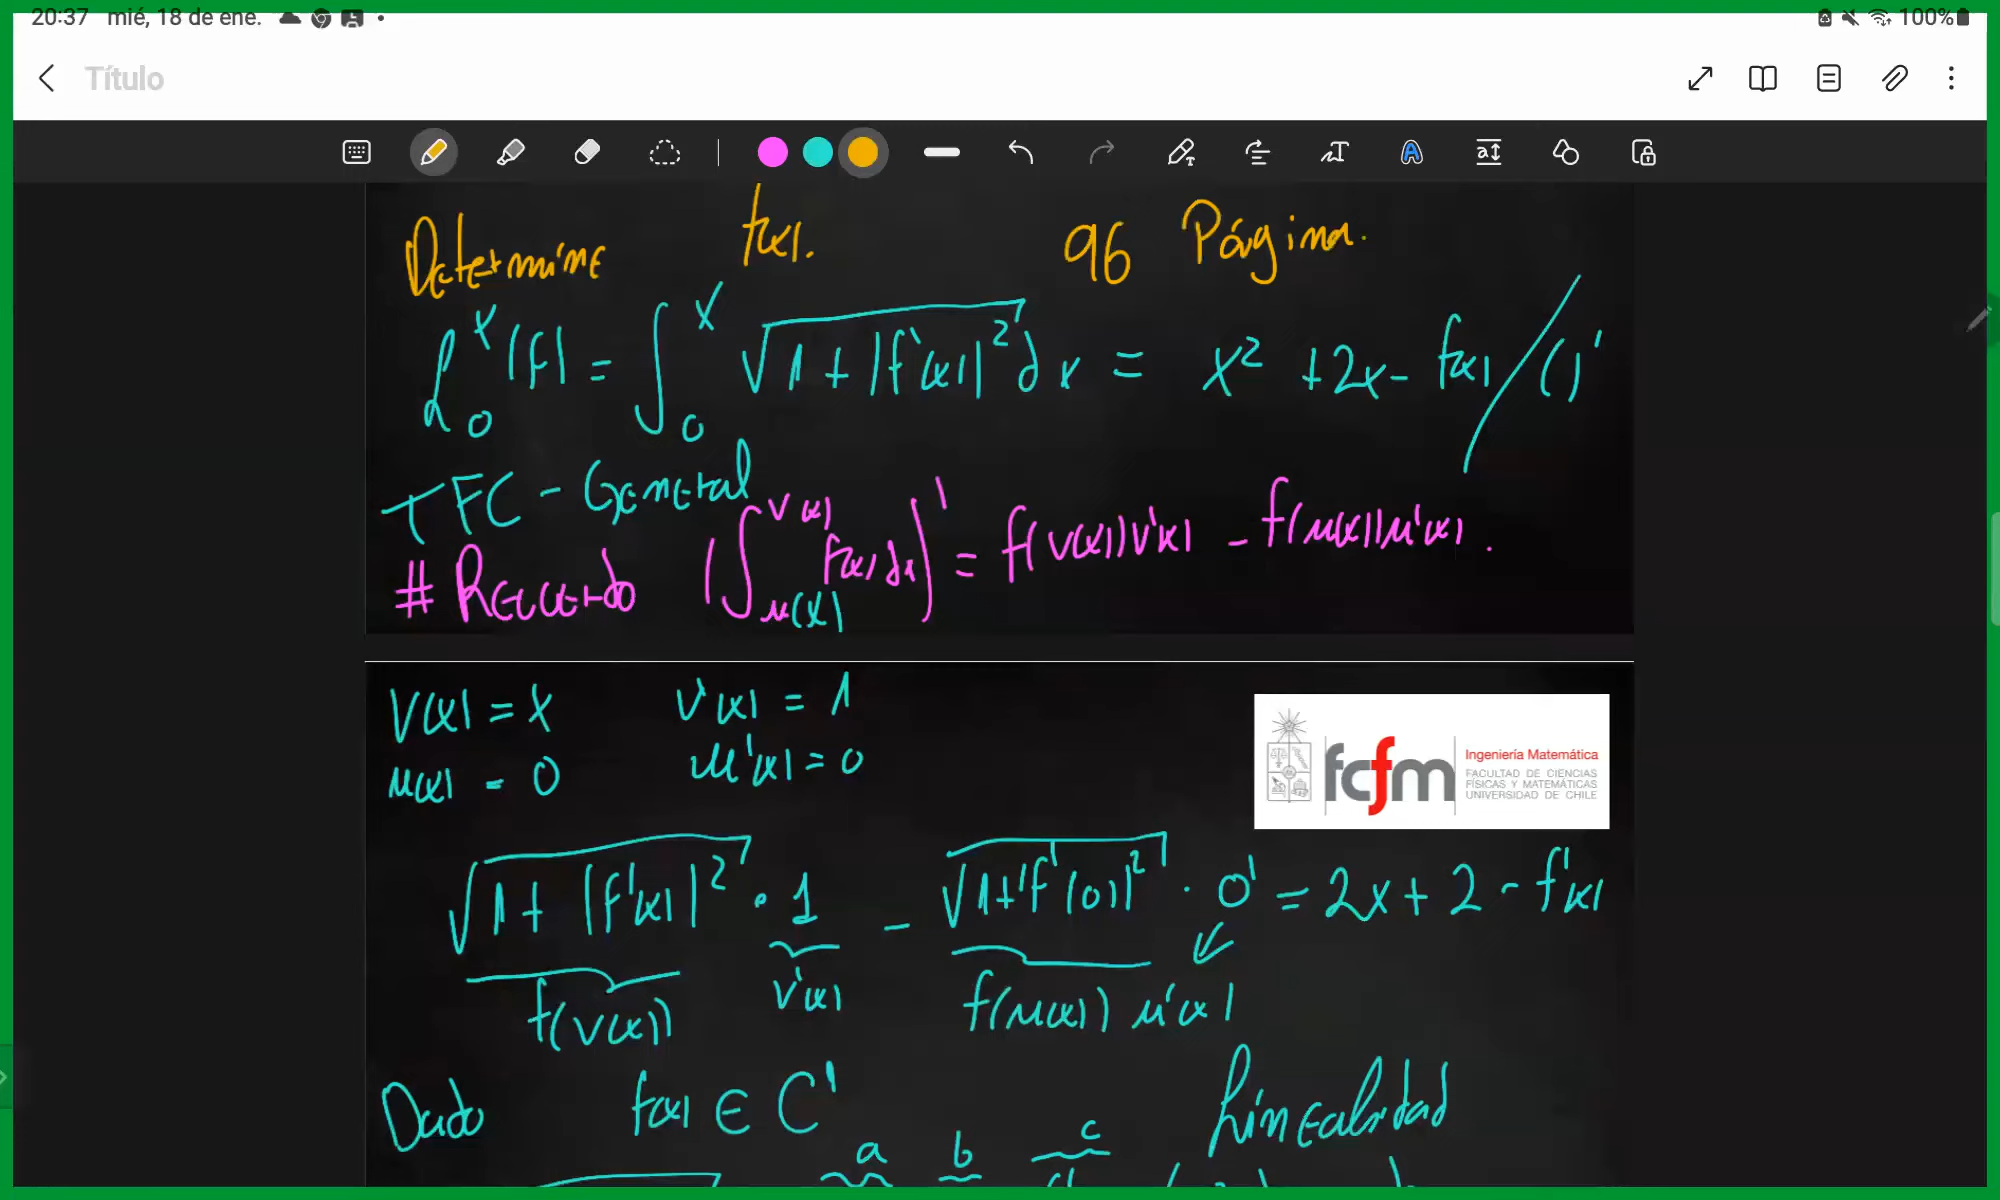 20:37 mié, 18 de ene. 100%
Título
Determine f(x). 96 Página.
L₀ˣ(f) = ∫₀ˣ √(1+(f'(x))²) dx = x² + 2x - f(x) / ( )'
TFC - General
# Recuerdo (∫_{u(x)}^{v(x)} f(x) dx)' = f(v(x))v'(x) - f(u(x))u'(x).
V(x) = x v'(x) = 1
u(x) = 0 u'(x) = 0
fcfm Ingeniería Matemática
FACULTAD DE CIENCIAS
FÍSICAS Y MATEMÁTICAS
UNIVERSIDAD DE CHILE
√(1+(f'(x))²) · 1 - √(1+(f'(0))²) · 0' = 2x + 2 - f'(x)
f(v(x)) v'(x) f(u(x)) u'(x)
Dado f(x) ∈ C' Linealidad
a b c